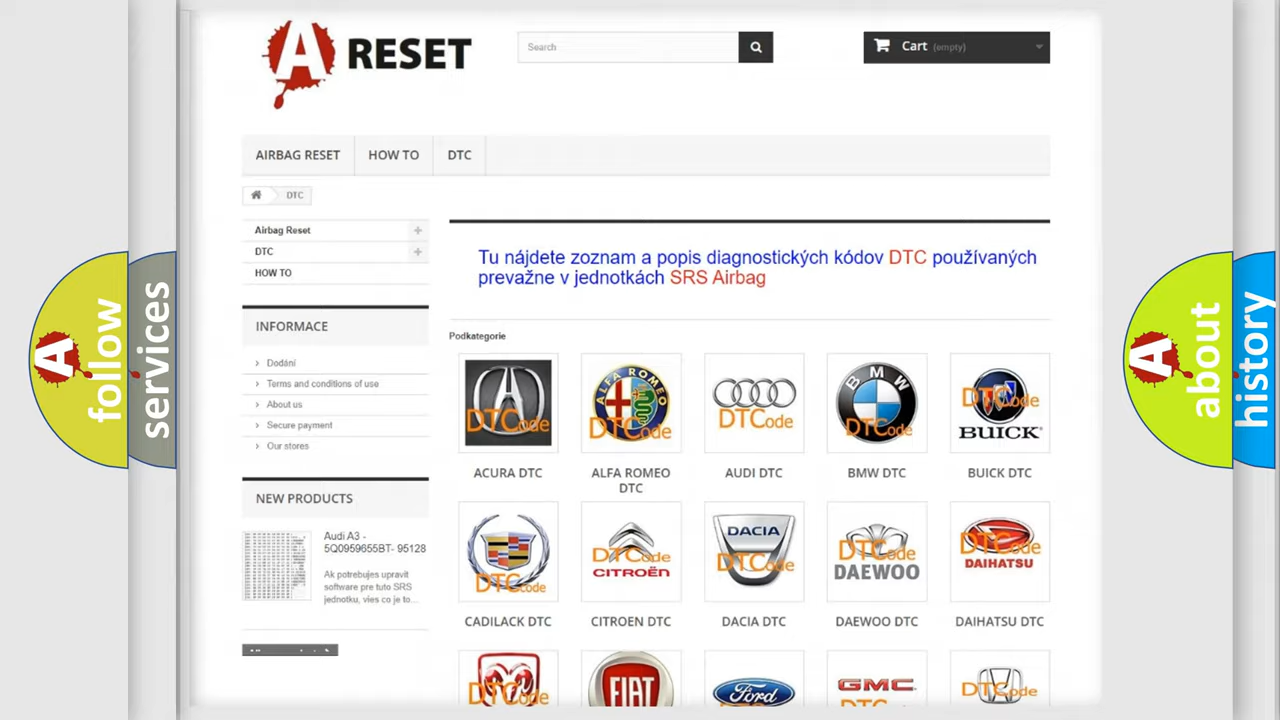 A RESET
Search
Cart (empty)
AIRBAG RESET
HOW TO
DTC
DTC
Airbag Reset
DTC
HOW TO
Tu nájdete zoznam a popis diagnostických kódov DTC používaných
prevažne v jednotkách SRS Airbag
INFORMACE
Dodání
Terms and conditions of use
About us
Secure payment
Our stores
NEW PRODUCTS
Audi A3 -
5Q0959655BT- 95128
Ak potrebujes upravit
software pre tuto SRS
jednotku, vies co je to...
Podkategorie
DTCode
ALFA ROMEO
DTCode
DTCode
BMW
DTCode
DTCode
BUICK
ACURA DTC
ALFA ROMEO
DTC
AUDI DTC
BMW DTC
BUICK DTC
DTCode
DTCode
CITROËN
DACIA
DTCode
DTCode
DAEWOO
DTCode
DAIHATSU
CADILACK DTC
CITROEN DTC
DACIA DTC
DAEWOO DTC
DAIHATSU DTC
DTCode
FIAT
Ford
GMC
DTCode
A follow
services
A about
history